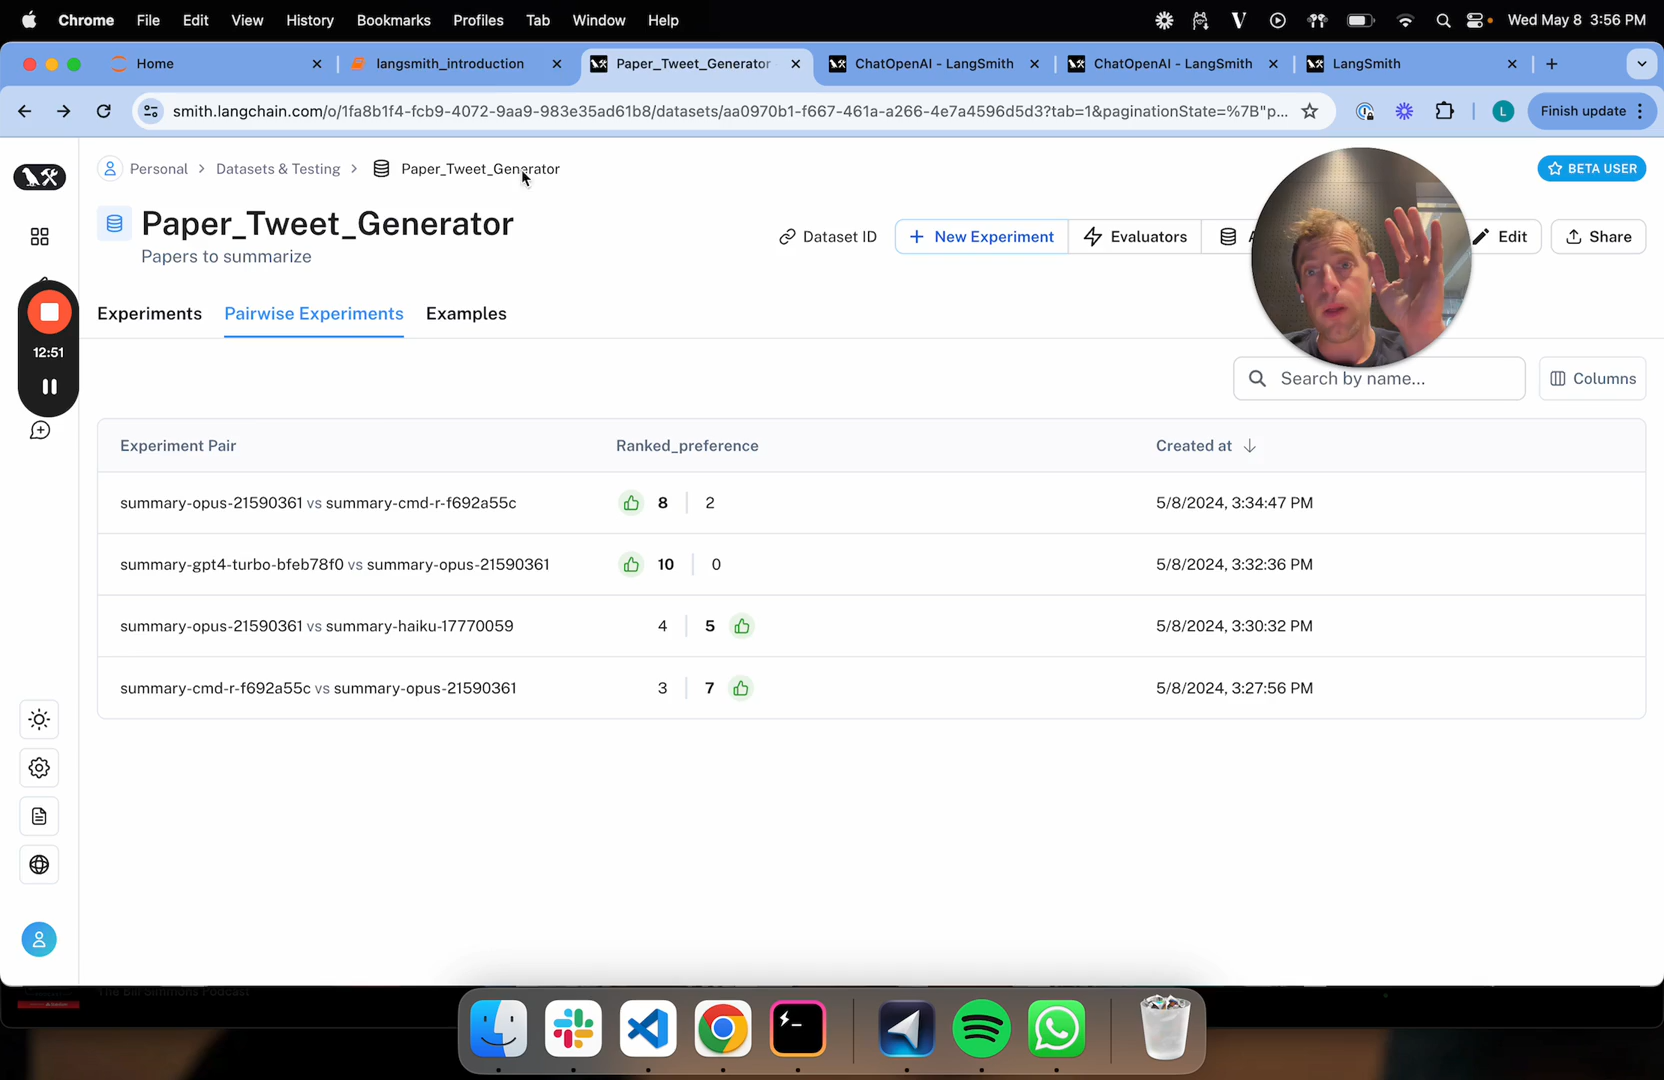 Chrome File Edit View History Bookmarks Profiles Tab Window Help Wed May 8 3:56 PM
Home langsmith_introduction Paper_Tweet_Generator ChatOpenAI - LangSmith ChatOpenAI - LangSmith LangSmith
smith.langchain.com/o/1fa8b1f4-fcb9-4072-9aa9-983e35ad61b8/datasets/aa0970b1-f667-461a-a266-4e7a4596d5d3?tab=1&paginationState=%7B"p... L Finish update
Personal > Datasets & Testing > Paper_Tweet_Generator BETA USER
Paper_Tweet_Generator
Papers to summarize
Dataset ID + New Experiment Evaluators Edit Share
Experiments Pairwise Experiments Examples
12:51
Search by name... Columns
Experiment Pair Ranked_preference Created at
summary-opus-21590361 vs summary-cmd-r-f692a55c 8 2 5/8/2024, 3:34:47 PM
summary-gpt4-turbo-bfeb78f0 vs summary-opus-21590361 10 0 5/8/2024, 3:32:36 PM
summary-opus-21590361 vs summary-haiku-17770059 4 5 5/8/2024, 3:30:32 PM
summary-cmd-r-f692a55c vs summary-opus-21590361 3 7 5/8/2024, 3:27:56 PM
The Bill Simmons Podcast